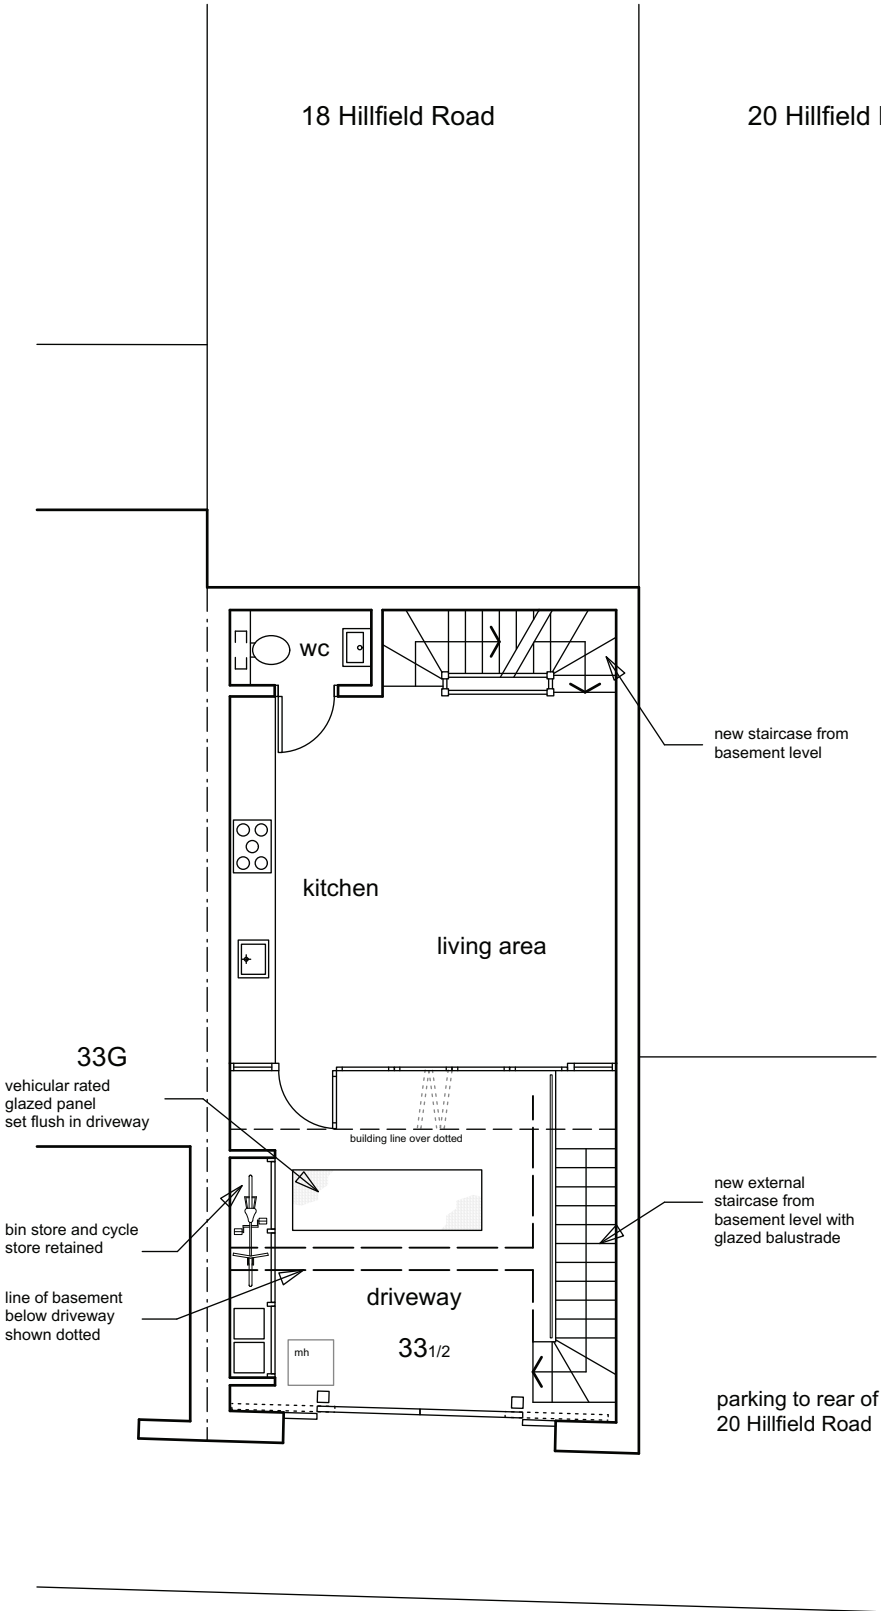 18 Hillfield Road
20 Hillfield
wc
new staircase from
basement level
kitchen
living area
33G
vehicular rated
glazed panel
set flush in driveway
building line over dotted
new external
staircase from
basement level with
glazed balustrade
bin store and cycle
store retained
line of basement
below driveway
shown dotted
driveway
33 1/2
mh
parking to rear of
20 Hillfield Road